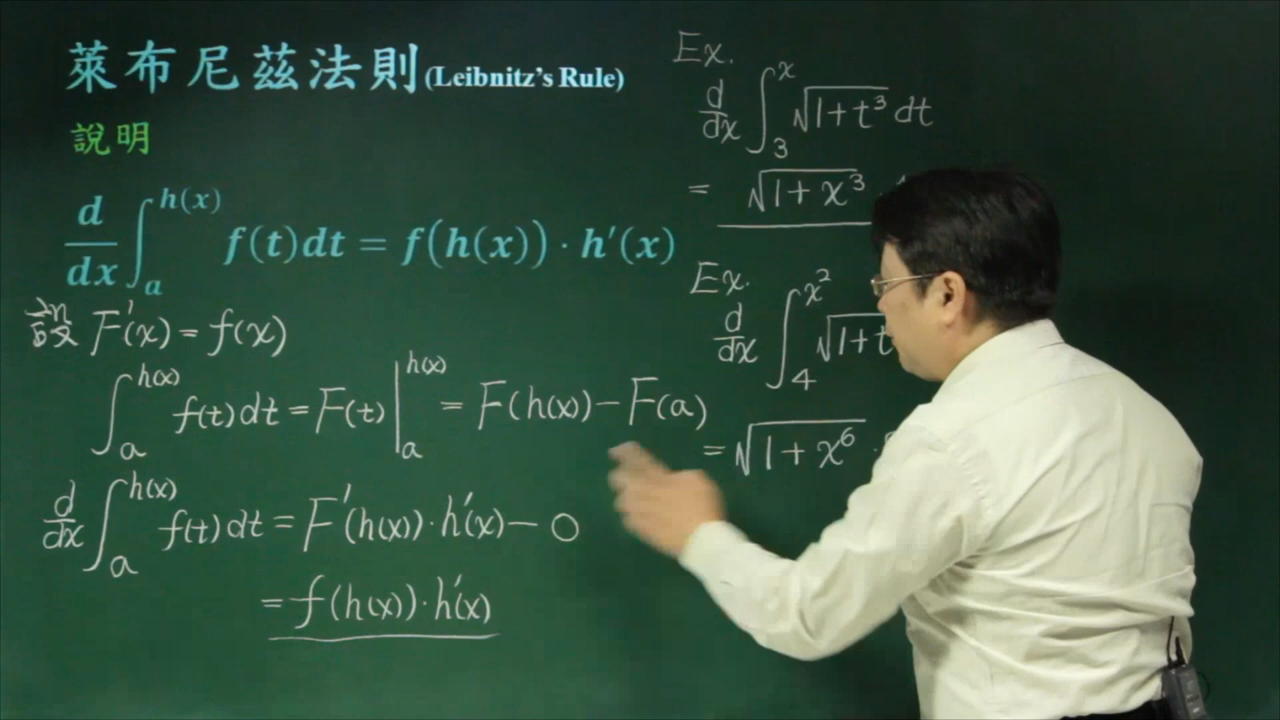 萊布尼茲法則(Leibnitz's Rule)
說明
d/dx ∫_a^{h(x)} f(t)dt = f(h(x))·h′(x)
設 F′(x) = f(x)
∫_a^{h(x)} f(t)dt = F(t)|_a^{h(x)} = F(h(x)) − F(a)
d/dx ∫_a^{h(x)} f(t)dt = F′(h(x))·h′(x) − 0
= f(h(x))·h′(x)
Ex.
d/dx ∫_3^x √(1+t³) dt
= √(1+x³) ·
Ex.
d/dx ∫_4^{x²} √(1+t
= √(1+x⁶) ·